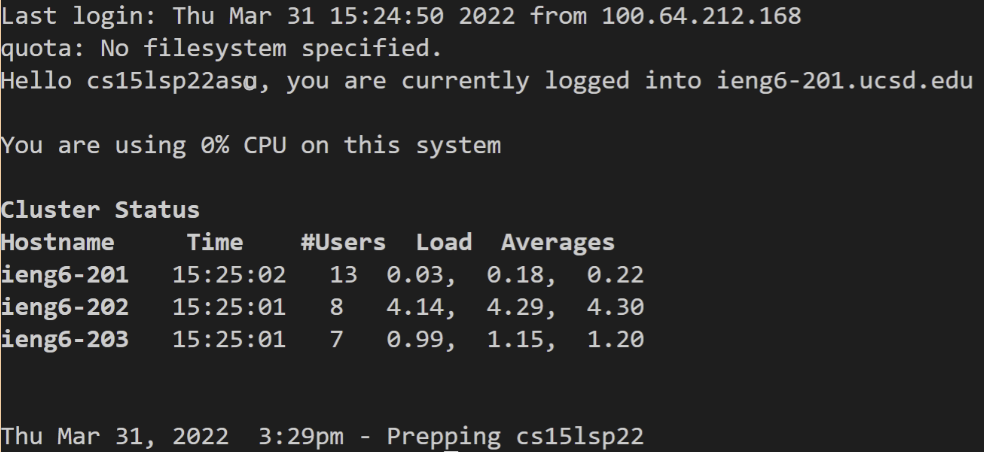 Last login: Thu Mar 31 15:24:50 2022 from 100.64.212.168
quota: No filesystem specified.
Hello cs15lsp22asu, you are currently logged into ieng6-201.ucsd.edu
You are using 0% CPU on this system
Cluster Status
Hostname     Time    #Users  Load  Averages
ieng6-201   15:25:02   13  0.03,  0.18,  0.22
ieng6-202   15:25:01   8   4.14,  4.29,  4.30
ieng6-203   15:25:01   7   0.99,  1.15,  1.20
Thu Mar 31, 2022  3:29pm - Prepping cs15lsp22